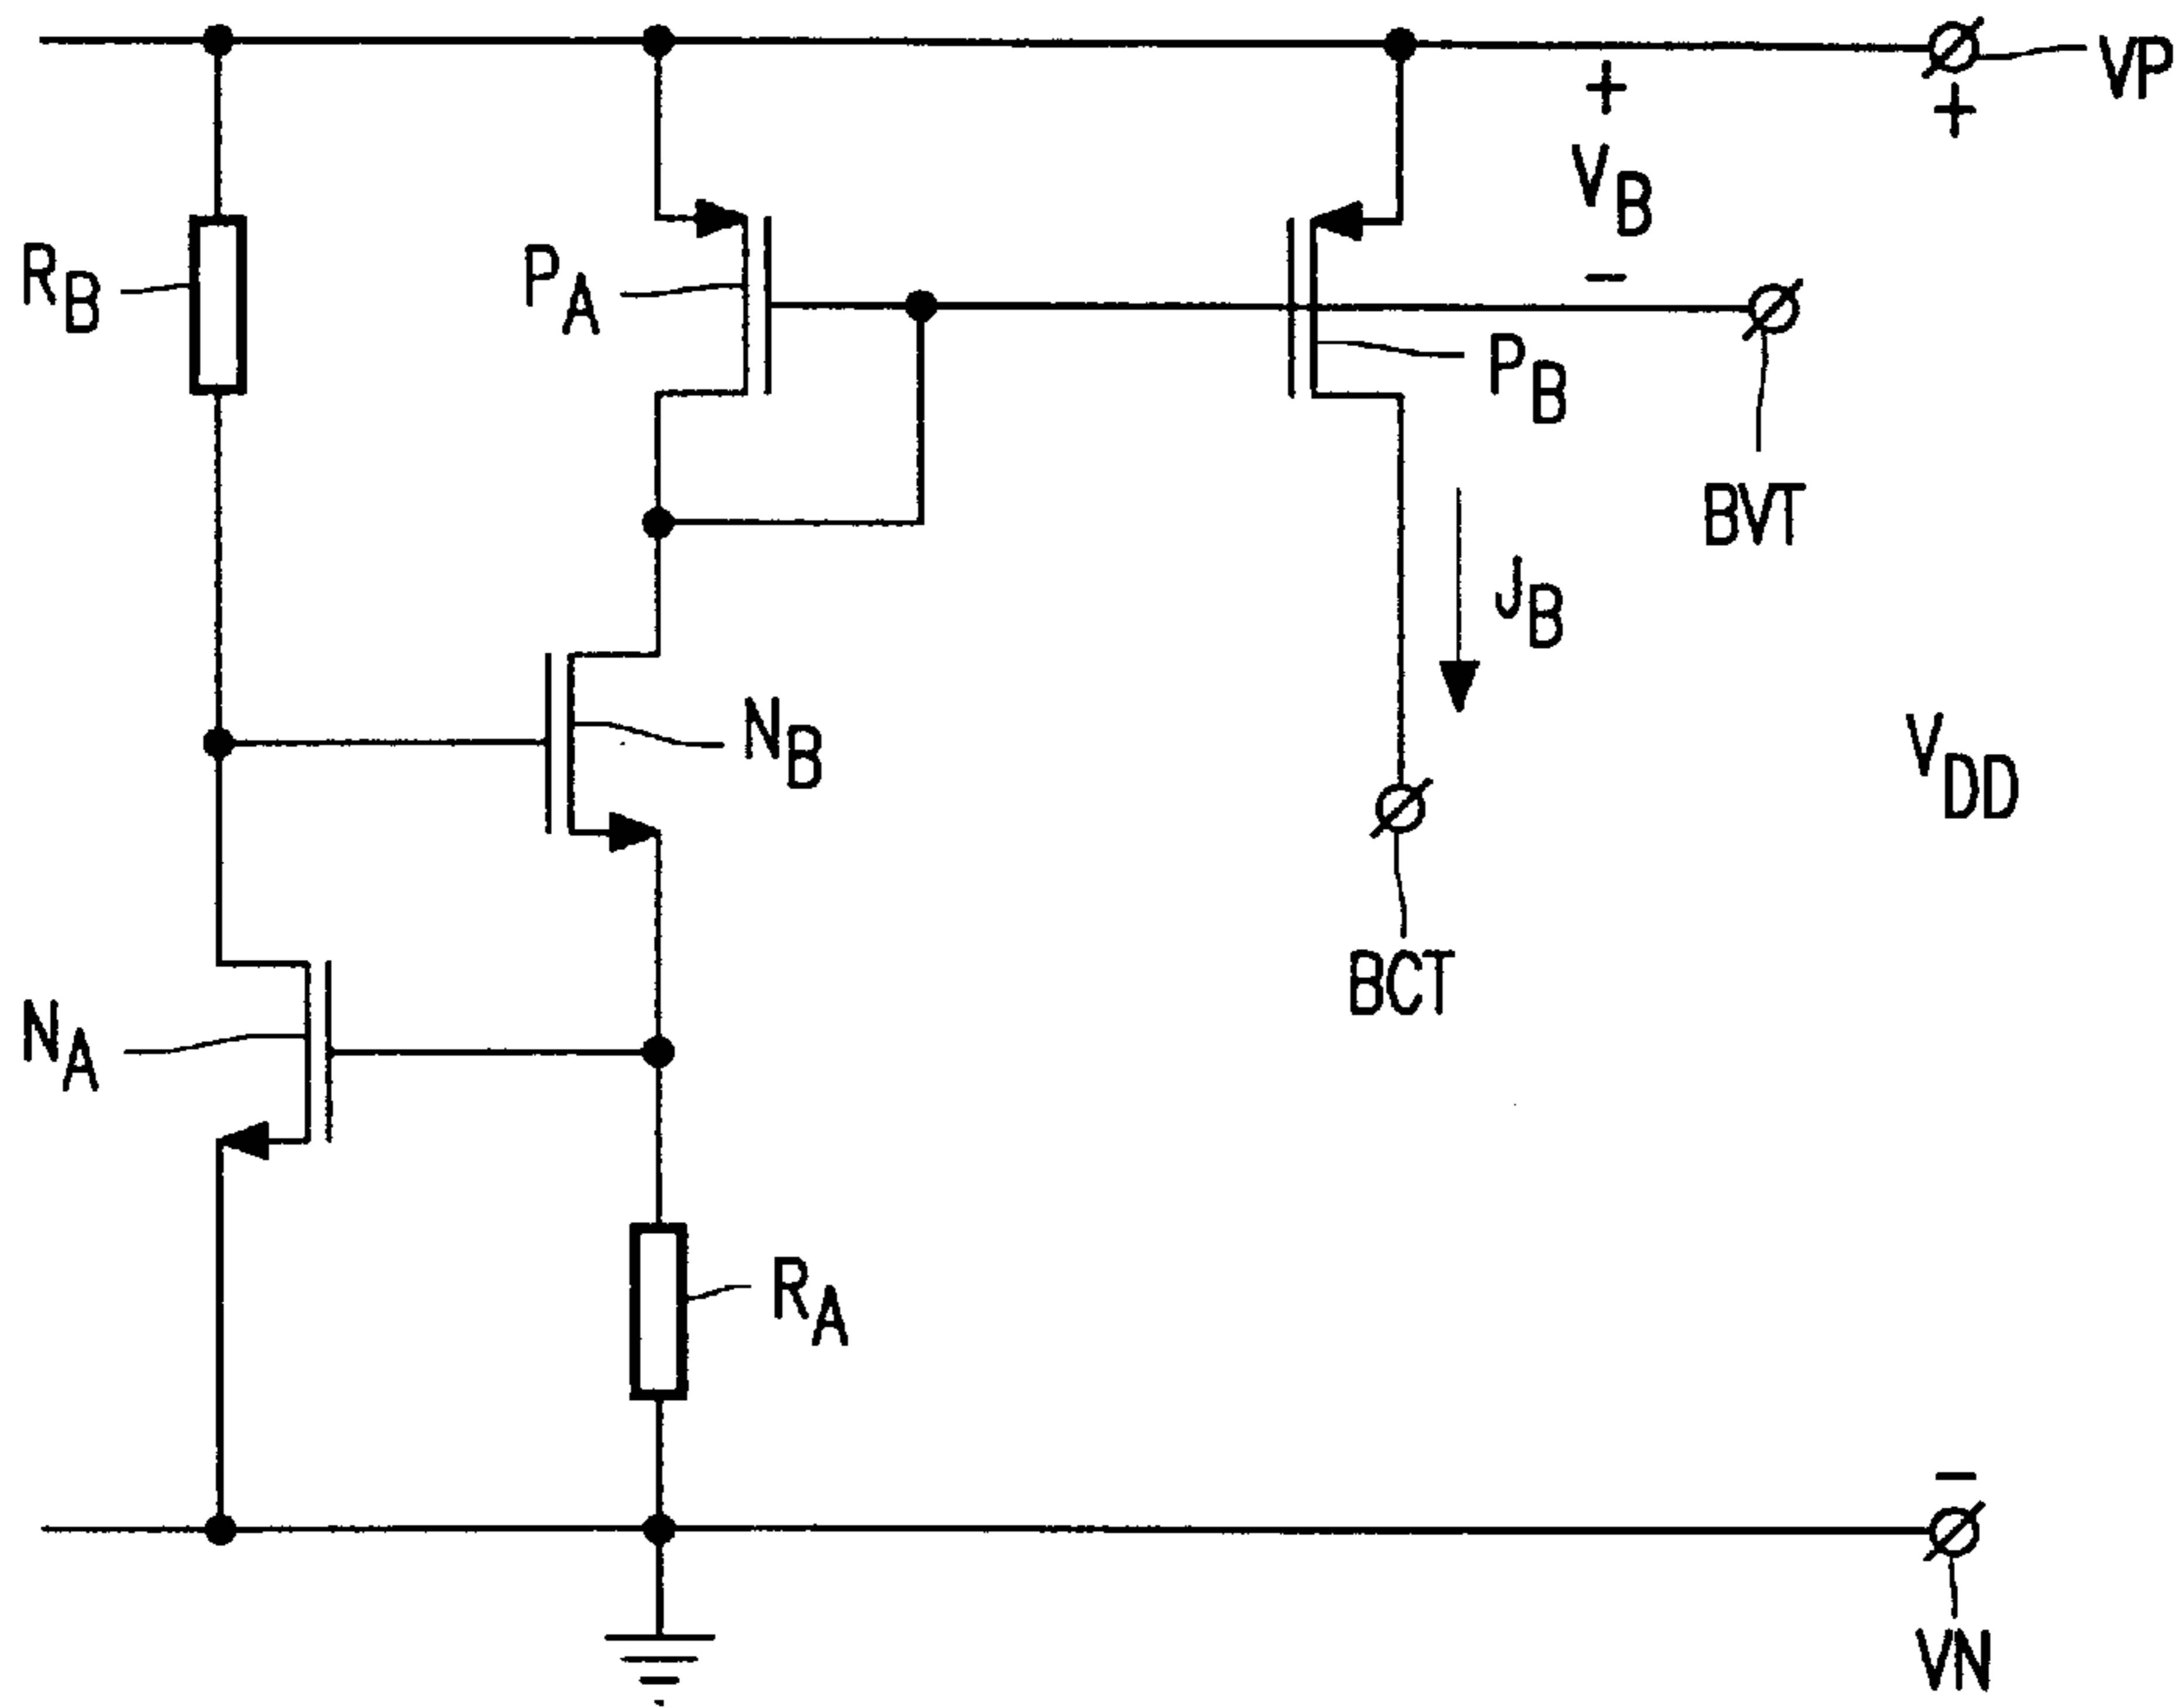 VP
+
+
V_B
-
R_B
P_A
P_B
BVT
J_B
N_B
V_DD
BCT
N_A
R_A
-
VN